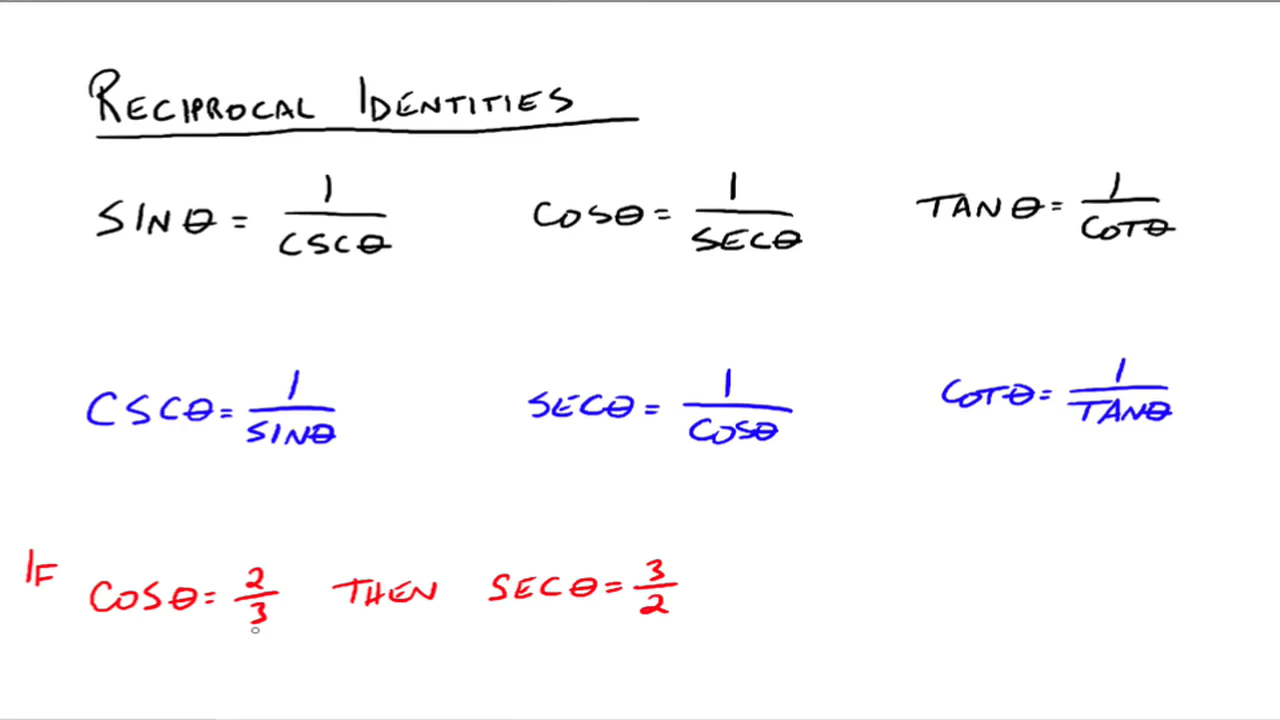 RECIPROCAL IDENTITIES
SINθ = 1/CSCθ COSθ = 1/SECθ TANθ = 1/COTθ
CSCθ = 1/SINθ SECθ = 1/COSθ COTθ = 1/TANθ
IF COSθ = 2/3 THEN SECθ = 3/2